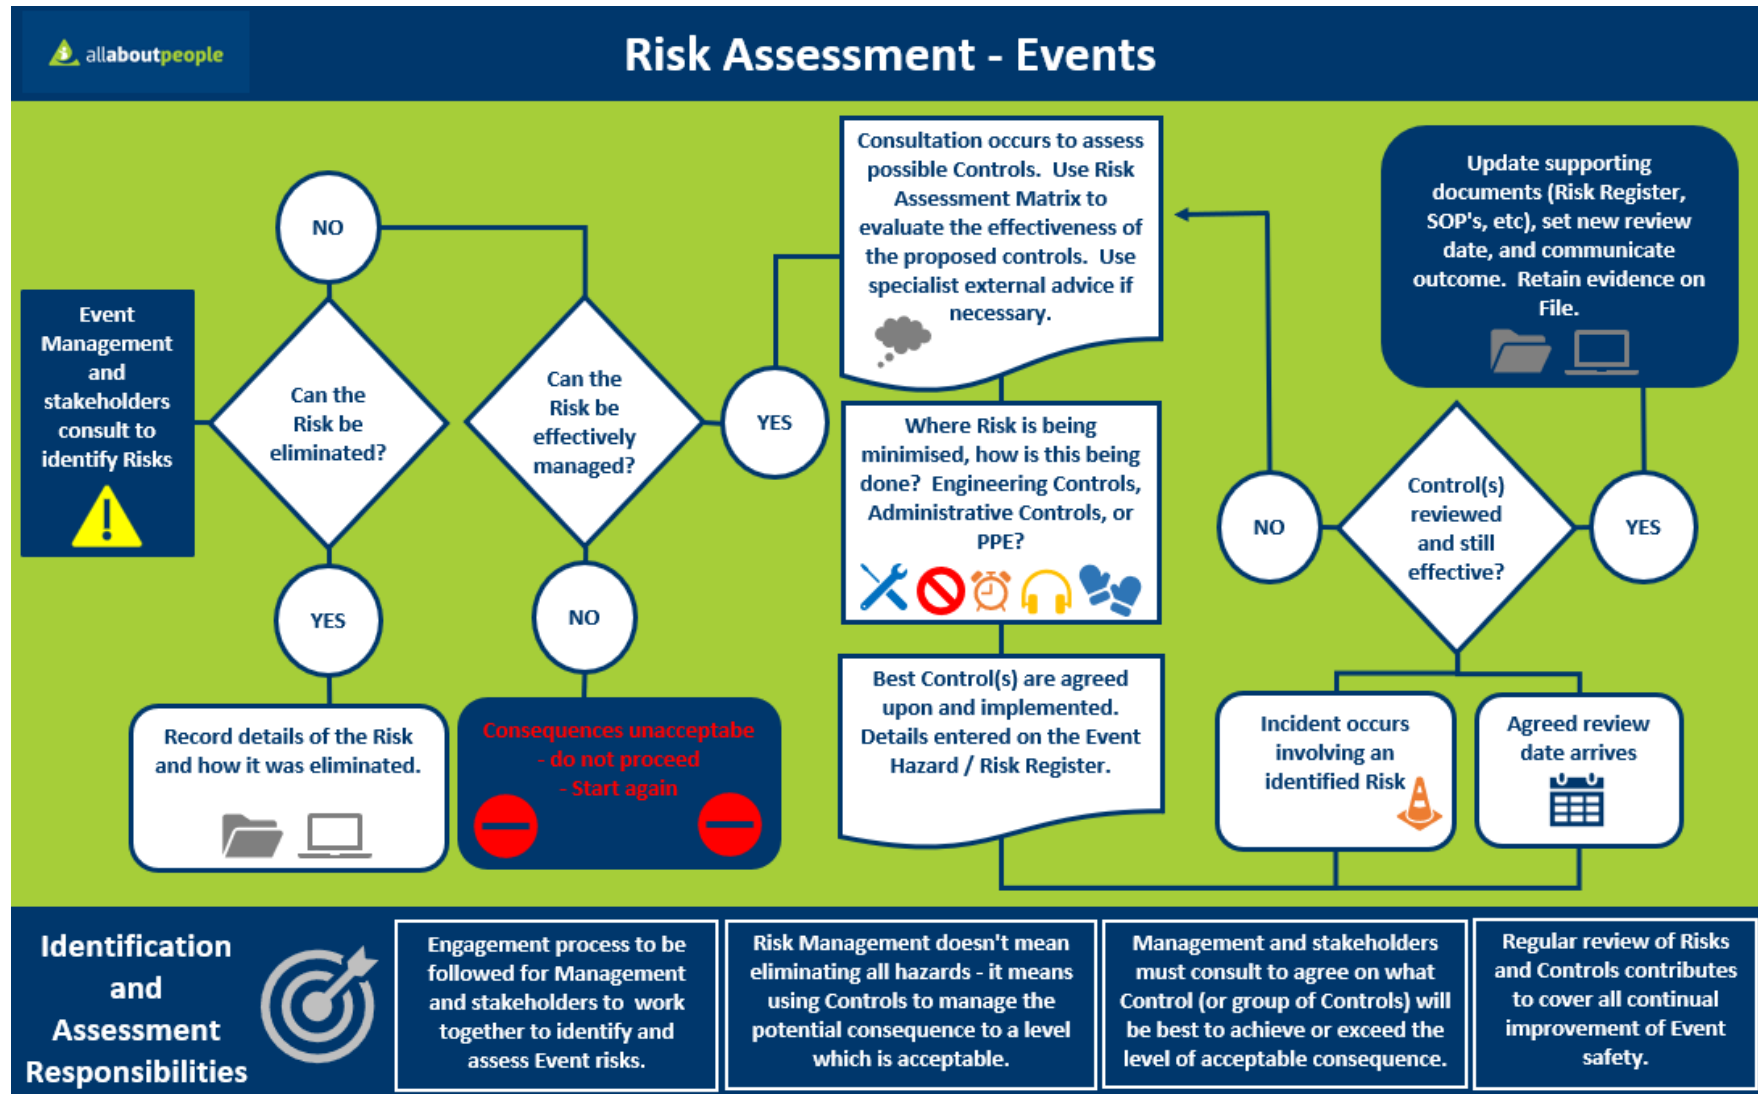 allaboutpeople
Risk Assessment - Events
Event
Management
and
stakeholders
consult to
identify Risks
NO
Can the
Risk be
eliminated?
YES
Record details of the Risk
and how it was eliminated.
Can the
Risk be
effectively
managed?
NO
Consequences unacceptabe
- do not proceed
- Start again
YES
Consultation occurs to assess
possible Controls. Use Risk
Assessment Matrix to
evaluate the effectiveness of
the proposed controls. Use
specialist external advice if
necessary.
Where Risk is being
minimised, how is this being
done? Engineering Controls,
Administrative Controls, or
PPE?
Best Control(s) are agreed
upon and implemented.
Details entered on the Event
Hazard / Risk Register.
Incident occurs
involving an
identified Risk
Agreed review
date arrives
Control(s)
reviewed
and still
effective?
NO
YES
Update supporting
documents (Risk Register,
SOP's, etc), set new review
date, and communicate
outcome. Retain evidence on
File.
Identification
and
Assessment
Responsibilities
Engagement process to be
followed for Management
and stakeholders to work
together to identify and
assess Event risks.
Risk Management doesn't mean
eliminating all hazards - it means
using Controls to manage the
potential consequence to a level
which is acceptable.
Management and stakeholders
must consult to agree on what
Control (or group of Controls) will
be best to achieve or exceed the
level of acceptable consequence.
Regular review of Risks
and Controls contributes
to cover all continual
improvement of Event
safety.